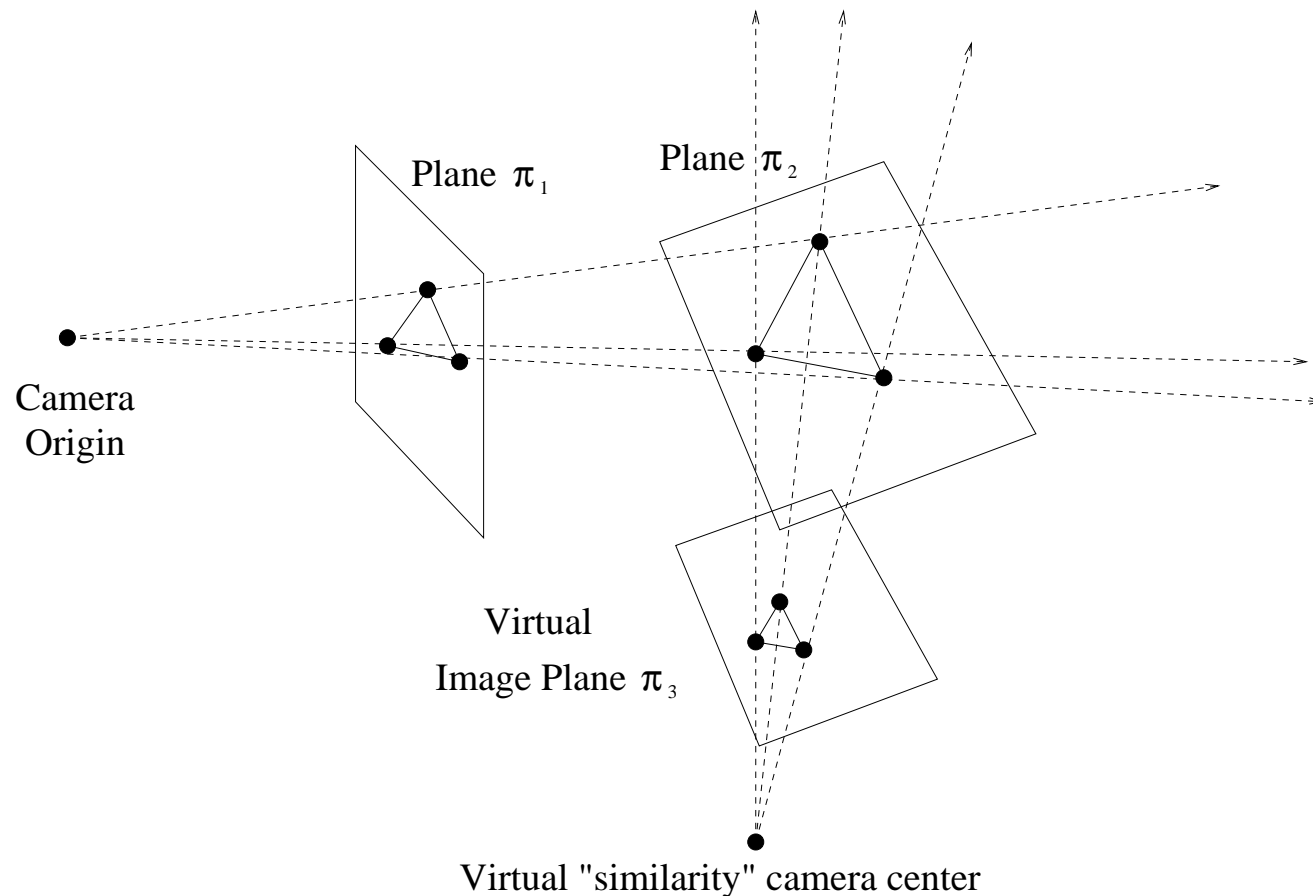 Plane π₁
Plane π₂
Camera
Origin
Virtual
Image Plane π₃
Virtual "similarity" camera center